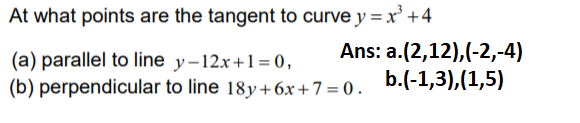 At what points are the tangent to curve y = x³ + 4
(a) parallel to line y − 12x + 1 = 0,
Ans: a.(2,12),(-2,-4)
(b) perpendicular to line 18y + 6x + 7 = 0.
b.(-1,3),(1,5)